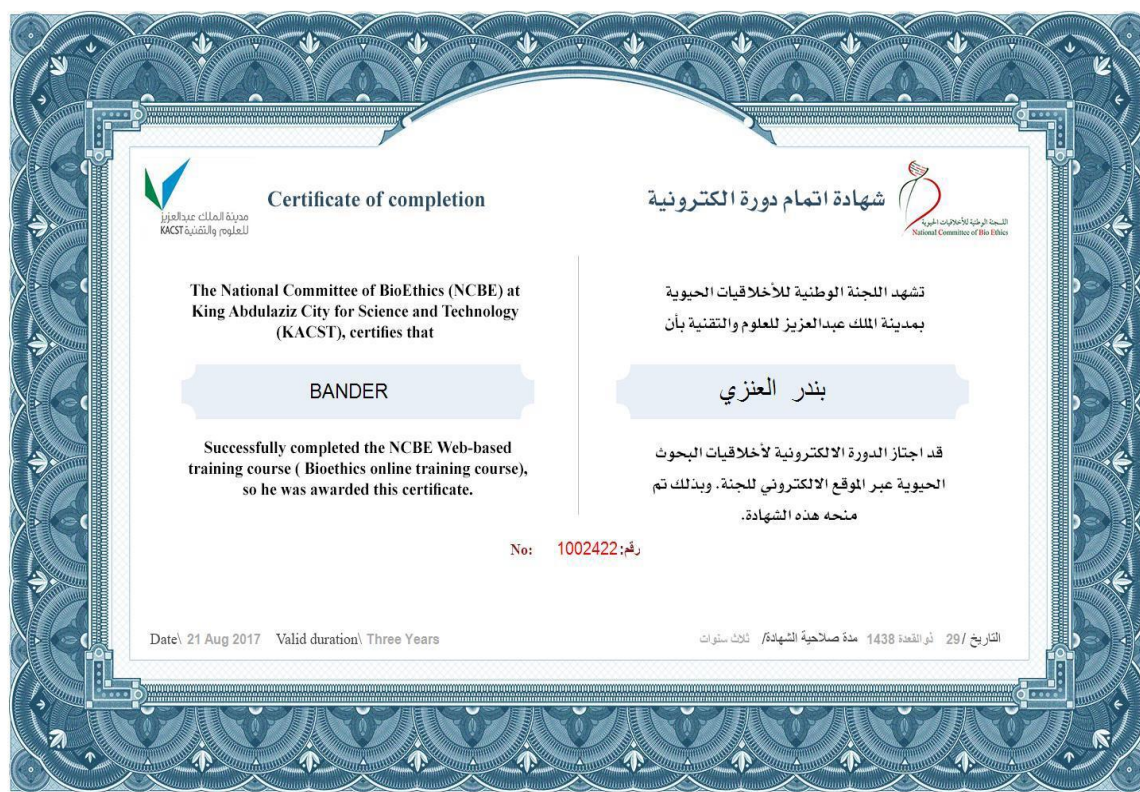 مدينة الملك عبدالعزيز
للعلوم والتقنية KACST
Certificate of completion
The National Committee of BioEthics (NCBE) at
King Abdulaziz City for Science and Technology
(KACST), certifies that
BANDER
Successfully completed the NCBE Web-based
training course ( Bioethics online training course),
so he was awarded this certificate.
شهادة اتمام دورة الكترونية
اللجنة الوطنية للأخلاقيات الحيوية
National Committee of Bio Ethics
تشهد اللجنة الوطنية للأخلاقيات الحيوية
بمدينة الملك عبدالعزيز للعلوم والتقنية بأن
بندر العنزي
قد اجتاز الدورة الالكترونية لأخلاقيات البحوث
الحيوية عبر الموقع الالكتروني للجنة، وبذلك تم
منحه هذه الشهادة.
No: 1002422 رقم:
Date\ 21 Aug 2017 Valid duration\ Three Years
التاريخ / 29 ذو القعدة 1438 مدة صلاحية الشهادة/ ثلاث سنوات